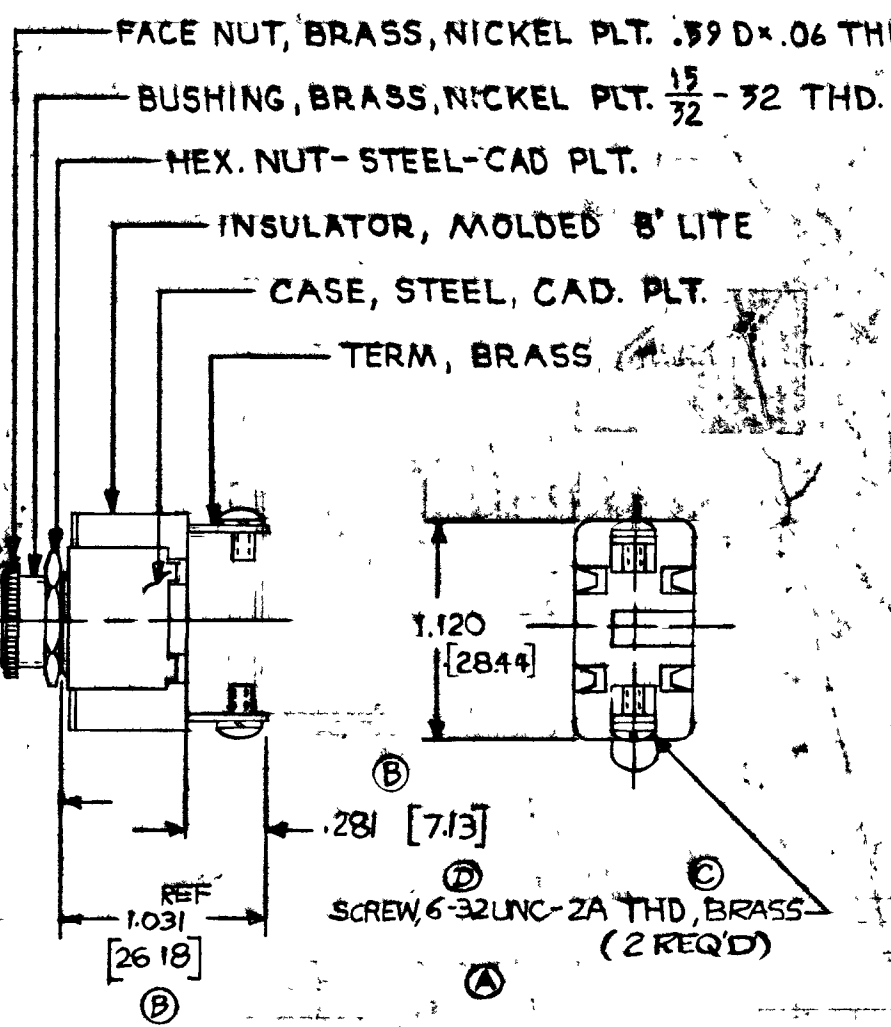 FACE NUT, BRASS, NICKEL PLT. .59 D × .06
BUSHING, BRASS, NICKEL PLT. 15/32 - 32 THD.
HEX. NUT-STEEL-CAD PLT.
INSULATOR, MOLDED B'LITE
CASE, STEEL, CAD. PLT.
TERM, BRASS
1.120
[28.44]
B
.281 [7.13]
REF
1.031
[26.18]
B
D
C
SCREW, 6-32UNC-2A THD, BRASS
(2 REQ'D)
A